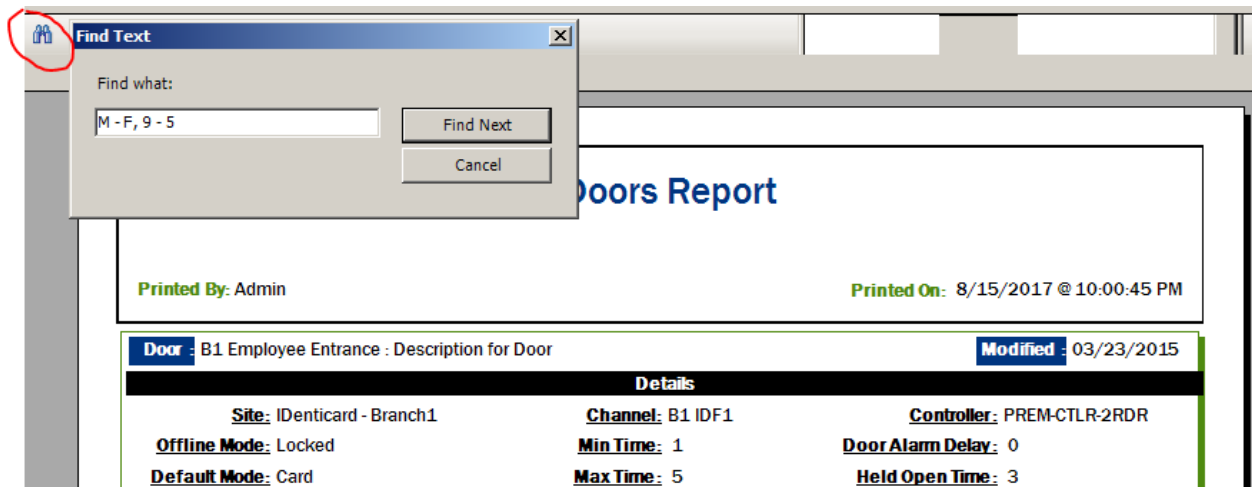 Find Text
Find what:
M - F, 9 - 5
Find Next
Cancel
Doors Report
Printed By: Admin
Printed On: 8/15/2017 @ 10:00:45 PM
Door : B1 Employee Entrance : Description for Door
Modified : 03/23/2015
Details
Site: IDenticard - Branch1 Channel: B1 IDF1 Controller: PREM-CTLR-2RDR
Offline Mode: Locked Min Time: 1 Door Alarm Delay: 0
Default Mode: Card Max Time: 5 Held Open Time: 3